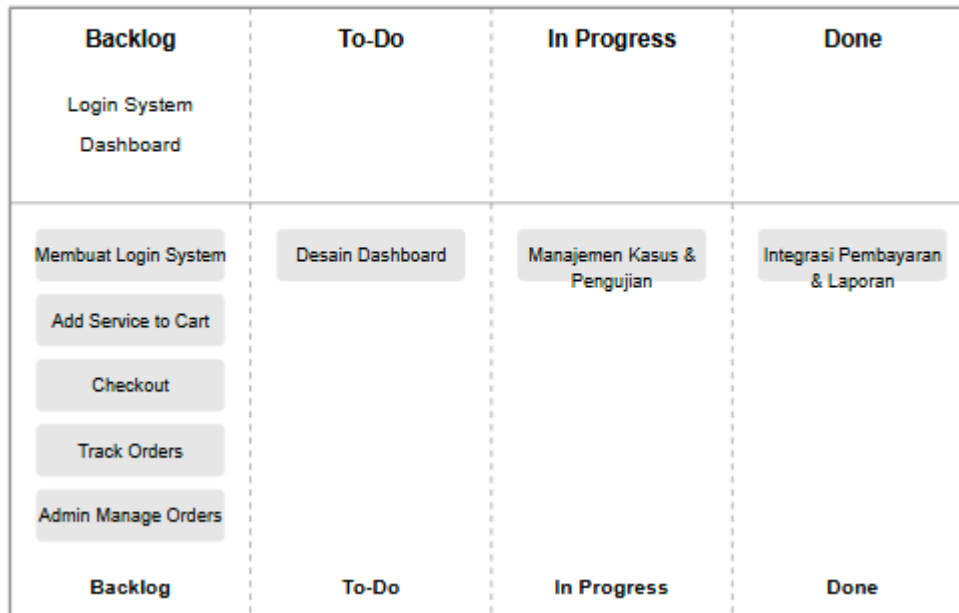 Backlog
To-Do
In Progress
Done
Login System
Dashboard
Membuat Login System
Desain Dashboard
Manajemen Kasus &
Pengujian
Integrasi Pembayaran
& Laporan
Add Service to Cart
Checkout
Track Orders
Admin Manage Orders
Backlog
To-Do
In Progress
Done